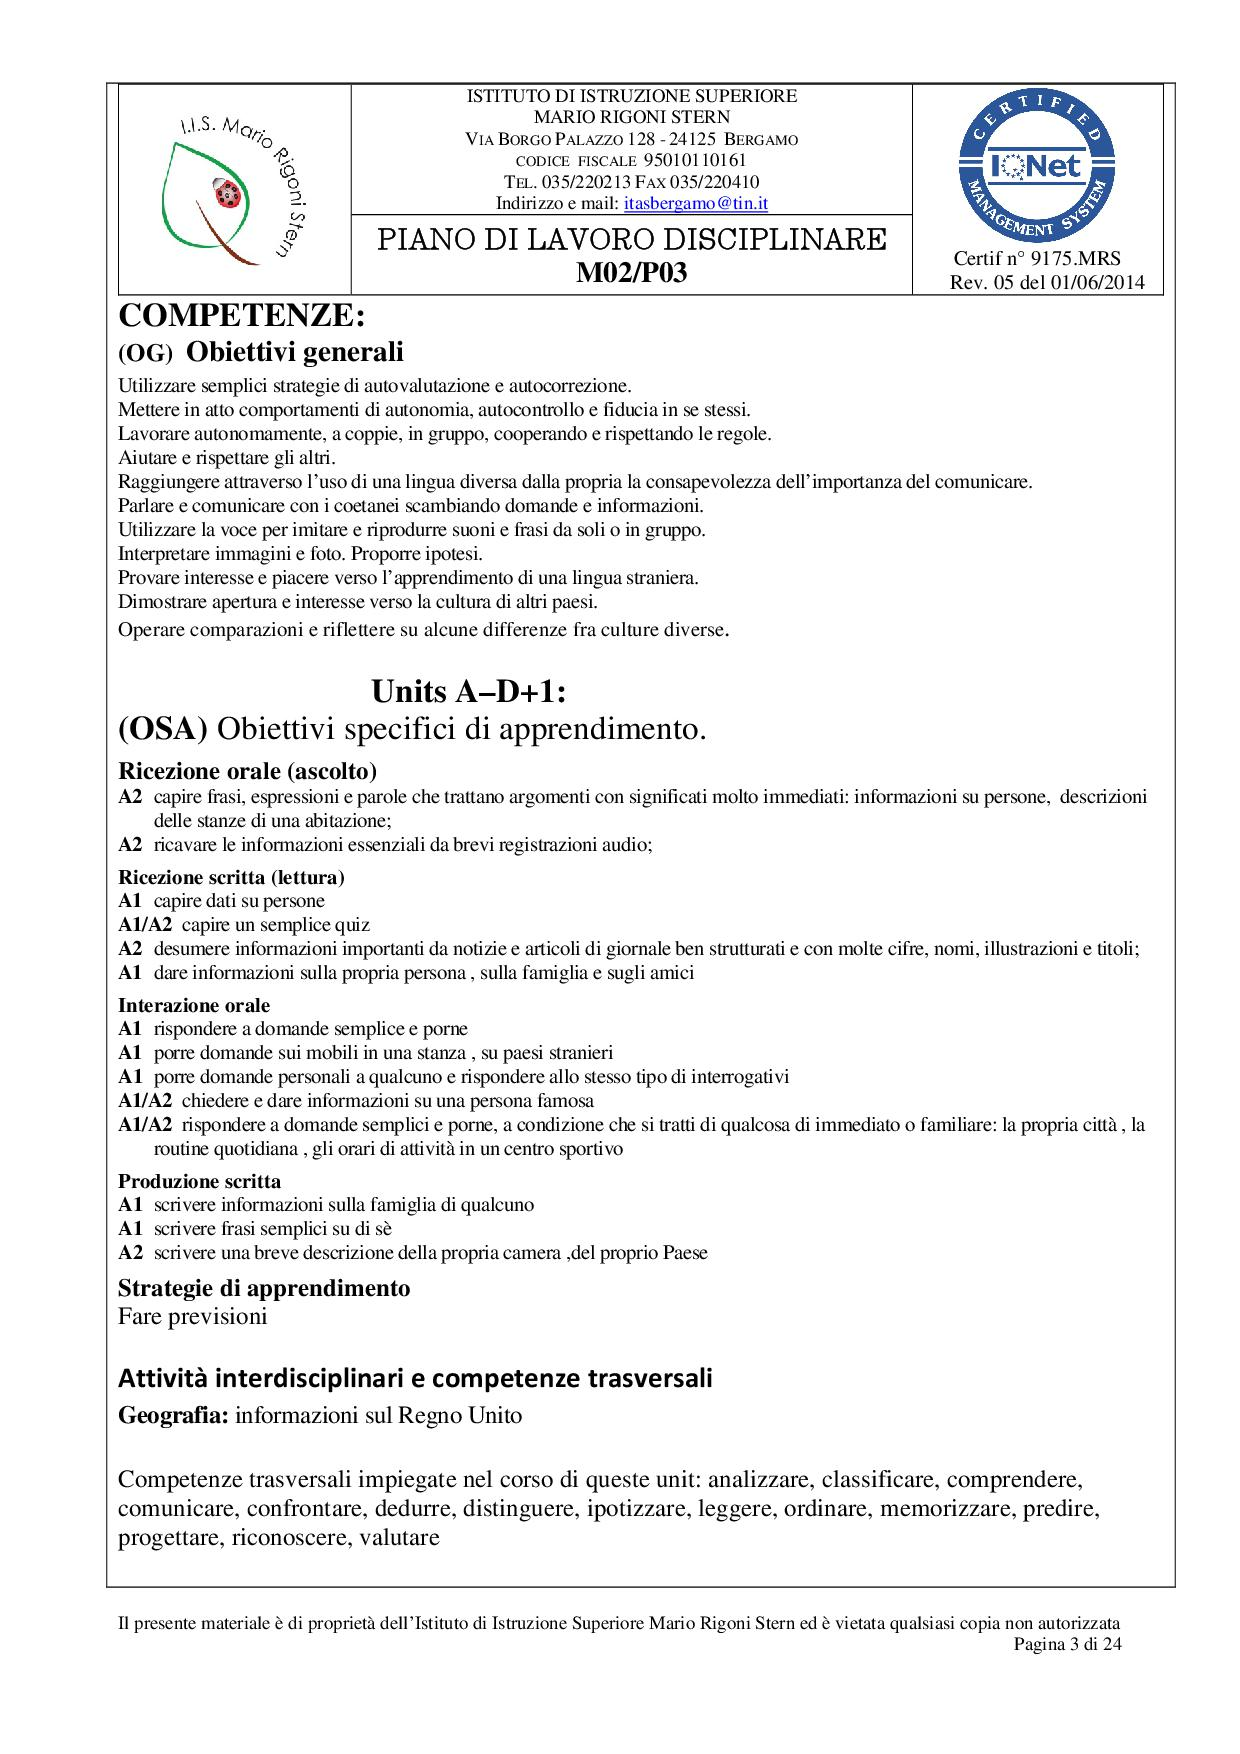 I.I.S. Mario Rigoni Stern
ISTITUTO DI ISTRUZIONE SUPERIORE
MARIO RIGONI STERN
VIA BORGO PALAZZO 128 - 24125 BERGAMO
CODICE FISCALE 95010110161
TEL. 035/220213 FAX 035/220410
Indirizzo e mail: itasbergamo@tin.it
PIANO DI LAVORO DISCIPLINARE
M02/P03
CERTIFIED
IQNet
MANAGEMENT SYSTEM
Certif n° 9175.MRS
Rev. 05 del 01/06/2014
COMPETENZE:
(OG) Obiettivi generali
Utilizzare semplici strategie di autovalutazione e autocorrezione.
Mettere in atto comportamenti di autonomia, autocontrollo e fiducia in se stessi.
Lavorare autonomamente, a coppie, in gruppo, cooperando e rispettando le regole.
Aiutare e rispettare gli altri.
Raggiungere attraverso l’uso di una lingua diversa dalla propria la consapevolezza dell’importanza del comunicare.
Parlare e comunicare con i coetanei scambiando domande e informazioni.
Utilizzare la voce per imitare e riprodurre suoni e frasi da soli o in gruppo.
Interpretare immagini e foto. Proporre ipotesi.
Provare interesse e piacere verso l’apprendimento di una lingua straniera.
Dimostrare apertura e interesse verso la cultura di altri paesi.
Operare comparazioni e riflettere su alcune differenze fra culture diverse.
Units A–D+1:
(OSA) Obiettivi specifici di apprendimento.
Ricezione orale (ascolto)
A2 capire frasi, espressioni e parole che trattano argomenti con significati molto immediati: informazioni su persone, descrizioni
delle stanze di una abitazione;
A2 ricavare le informazioni essenziali da brevi registrazioni audio;
Ricezione scritta (lettura)
A1 capire dati su persone
A1/A2 capire un semplice quiz
A2 desumere informazioni importanti da notizie e articoli di giornale ben strutturati e con molte cifre, nomi, illustrazioni e titoli;
A1 dare informazioni sulla propria persona , sulla famiglia e sugli amici
Interazione orale
A1 rispondere a domande semplice e porne
A1 porre domande sui mobili in una stanza , su paesi stranieri
A1 porre domande personali a qualcuno e rispondere allo stesso tipo di interrogativi
A1/A2 chiedere e dare informazioni su una persona famosa
A1/A2 rispondere a domande semplici e porne, a condizione che si tratti di qualcosa di immediato o familiare: la propria città , la
routine quotidiana , gli orari di attività in un centro sportivo
Produzione scritta
A1 scrivere informazioni sulla famiglia di qualcuno
A1 scrivere frasi semplici su di sè
A2 scrivere una breve descrizione della propria camera ,del proprio Paese
Strategie di apprendimento
Fare previsioni
Attività interdisciplinari e competenze trasversali
Geografia: informazioni sul Regno Unito
Competenze trasversali impiegate nel corso di queste unit: analizzare, classificare, comprendere,
comunicare, confrontare, dedurre, distinguere, ipotizzare, leggere, ordinare, memorizzare, predire,
progettare, riconoscere, valutare
Il presente materiale è di proprietà dell’Istituto di Istruzione Superiore Mario Rigoni Stern ed è vietata qualsiasi copia non autorizzata
Pagina 3 di 24